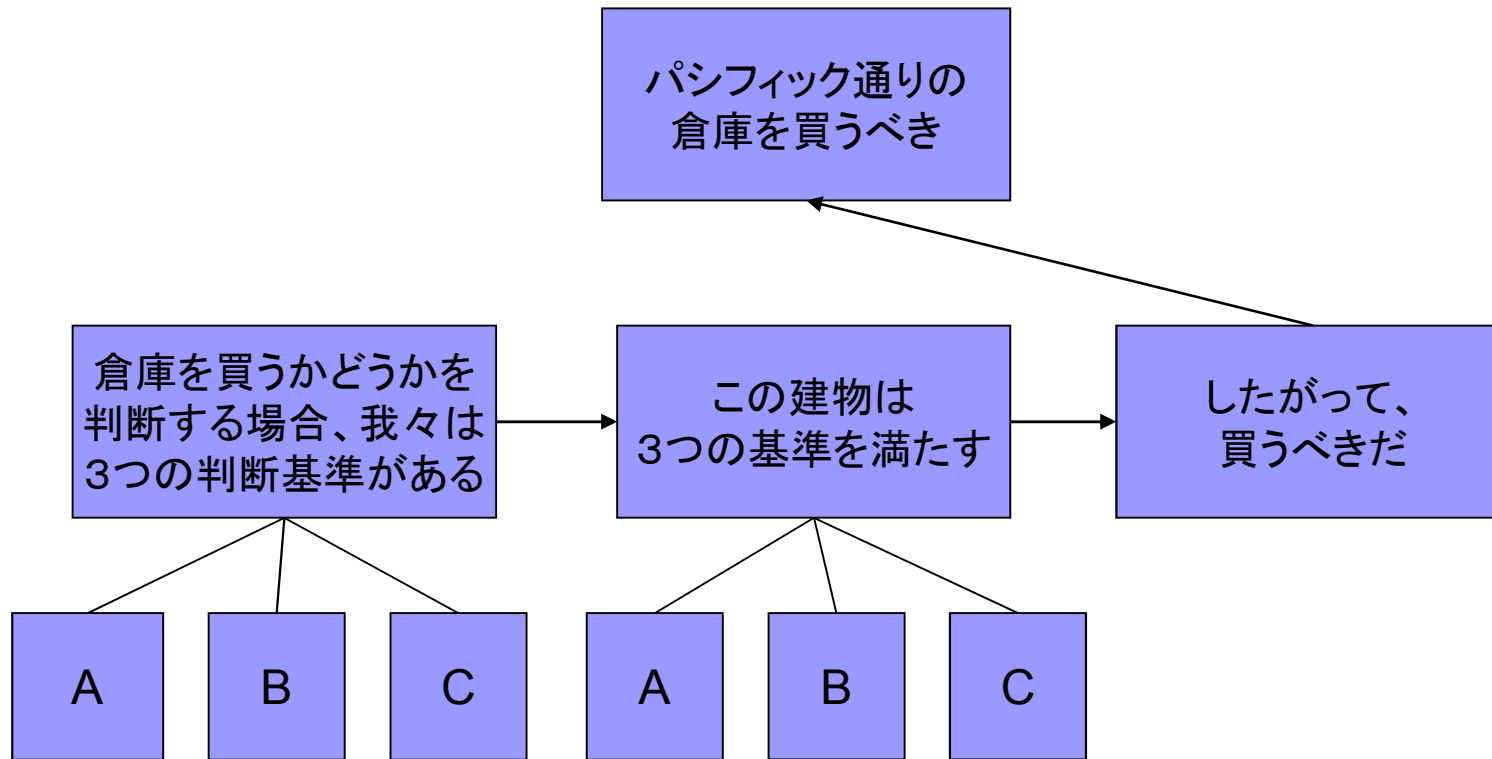 パシフィック通りの
倉庫を買うべき
倉庫を買うかどうかを
判断する場合、我々は
３つの判断基準がある
この建物は
３つの基準を満たす
したがって、
買うべきだ
A
B
C
A
B
C